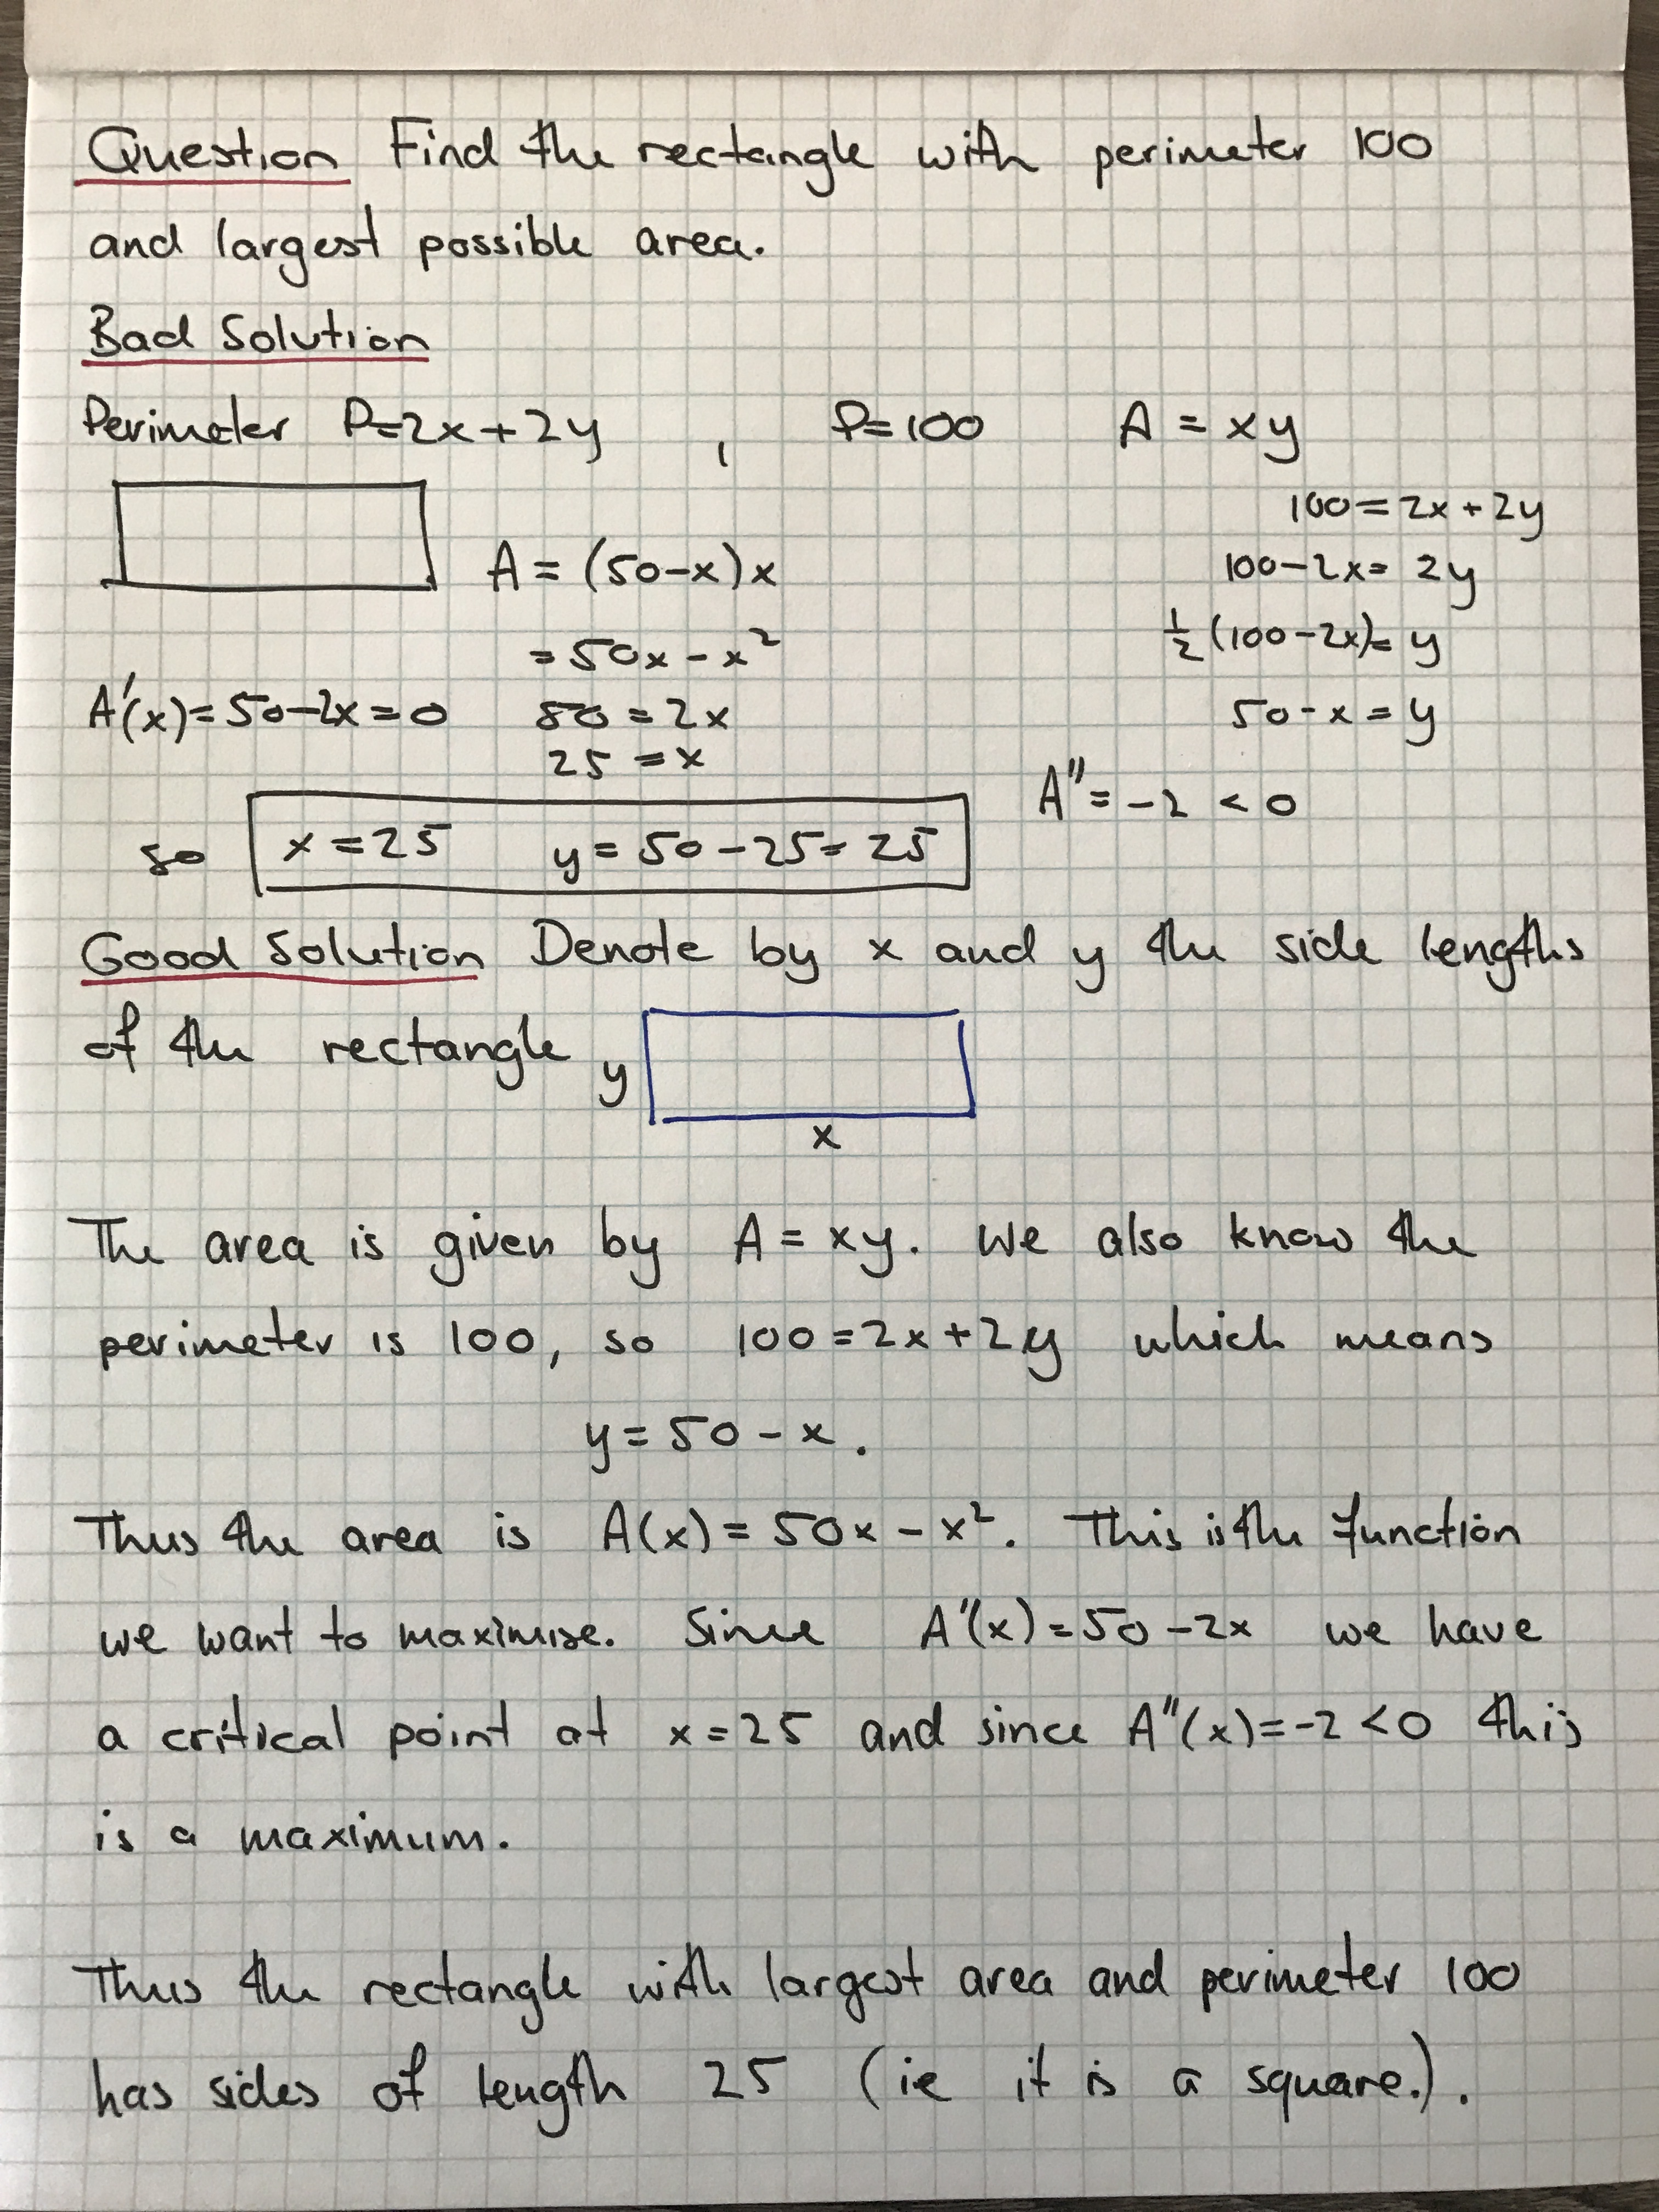 Question Find the rectangle with perimeter 100
and largest possible area.
Bad Solution
Perimeter P=2x+2y , P=100 A = xy
100=2x+2y
A = (50-x)x
100-2x= 2y
=50x-x²
½(100-2x)= y
A'(x)=50-2x=0
50=2x
50-x=y
25=x
A"=-2 <0
so x=25 y=50-25=25
Good Solution Denote by x and y the side lengths
of the rectangle y
x
The area is given by A=xy. We also know the
perimeter is 100, so 100=2x+2y which means
y=50-x.
Thus the area is A(x)=50x-x². This is the function
we want to maximise. Since A'(x)=50-2x we have
a critical point at x=25 and since A"(x)=-2<0 this
is a maximum.
Thus the rectangle with largest area and perimeter 100
has sides of length 25 (ie it is a square.).